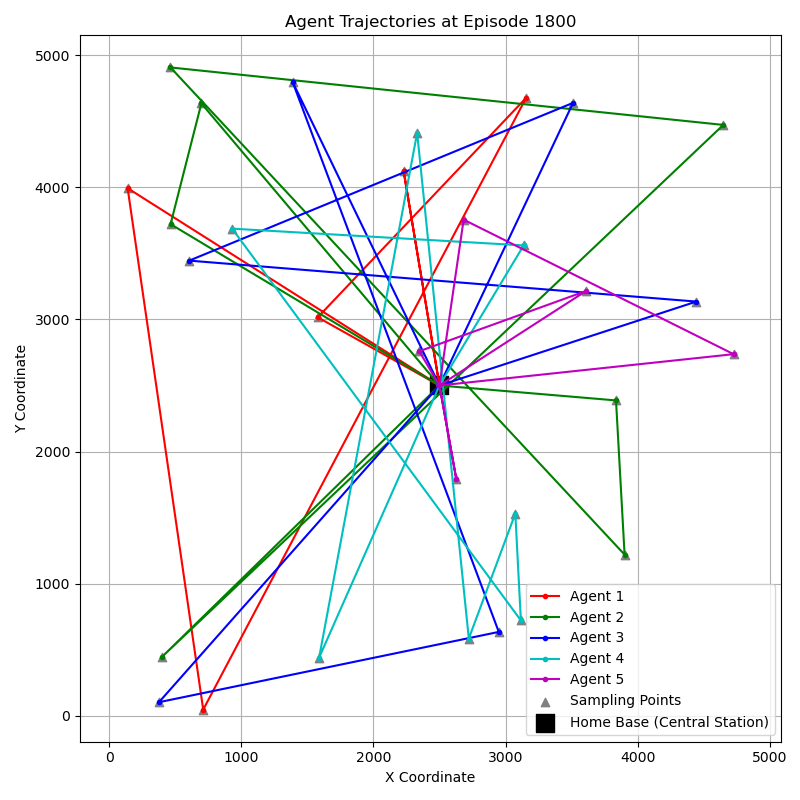 Agent Trajectories at Episode 1800
5000
4000
3000
2000
1000
0
Y Coordinate
0
1000
2000
3000
4000
5000
X Coordinate
Agent 1
Agent 2
Agent 3
Agent 4
Agent 5
Sampling Points
Home Base (Central Station)